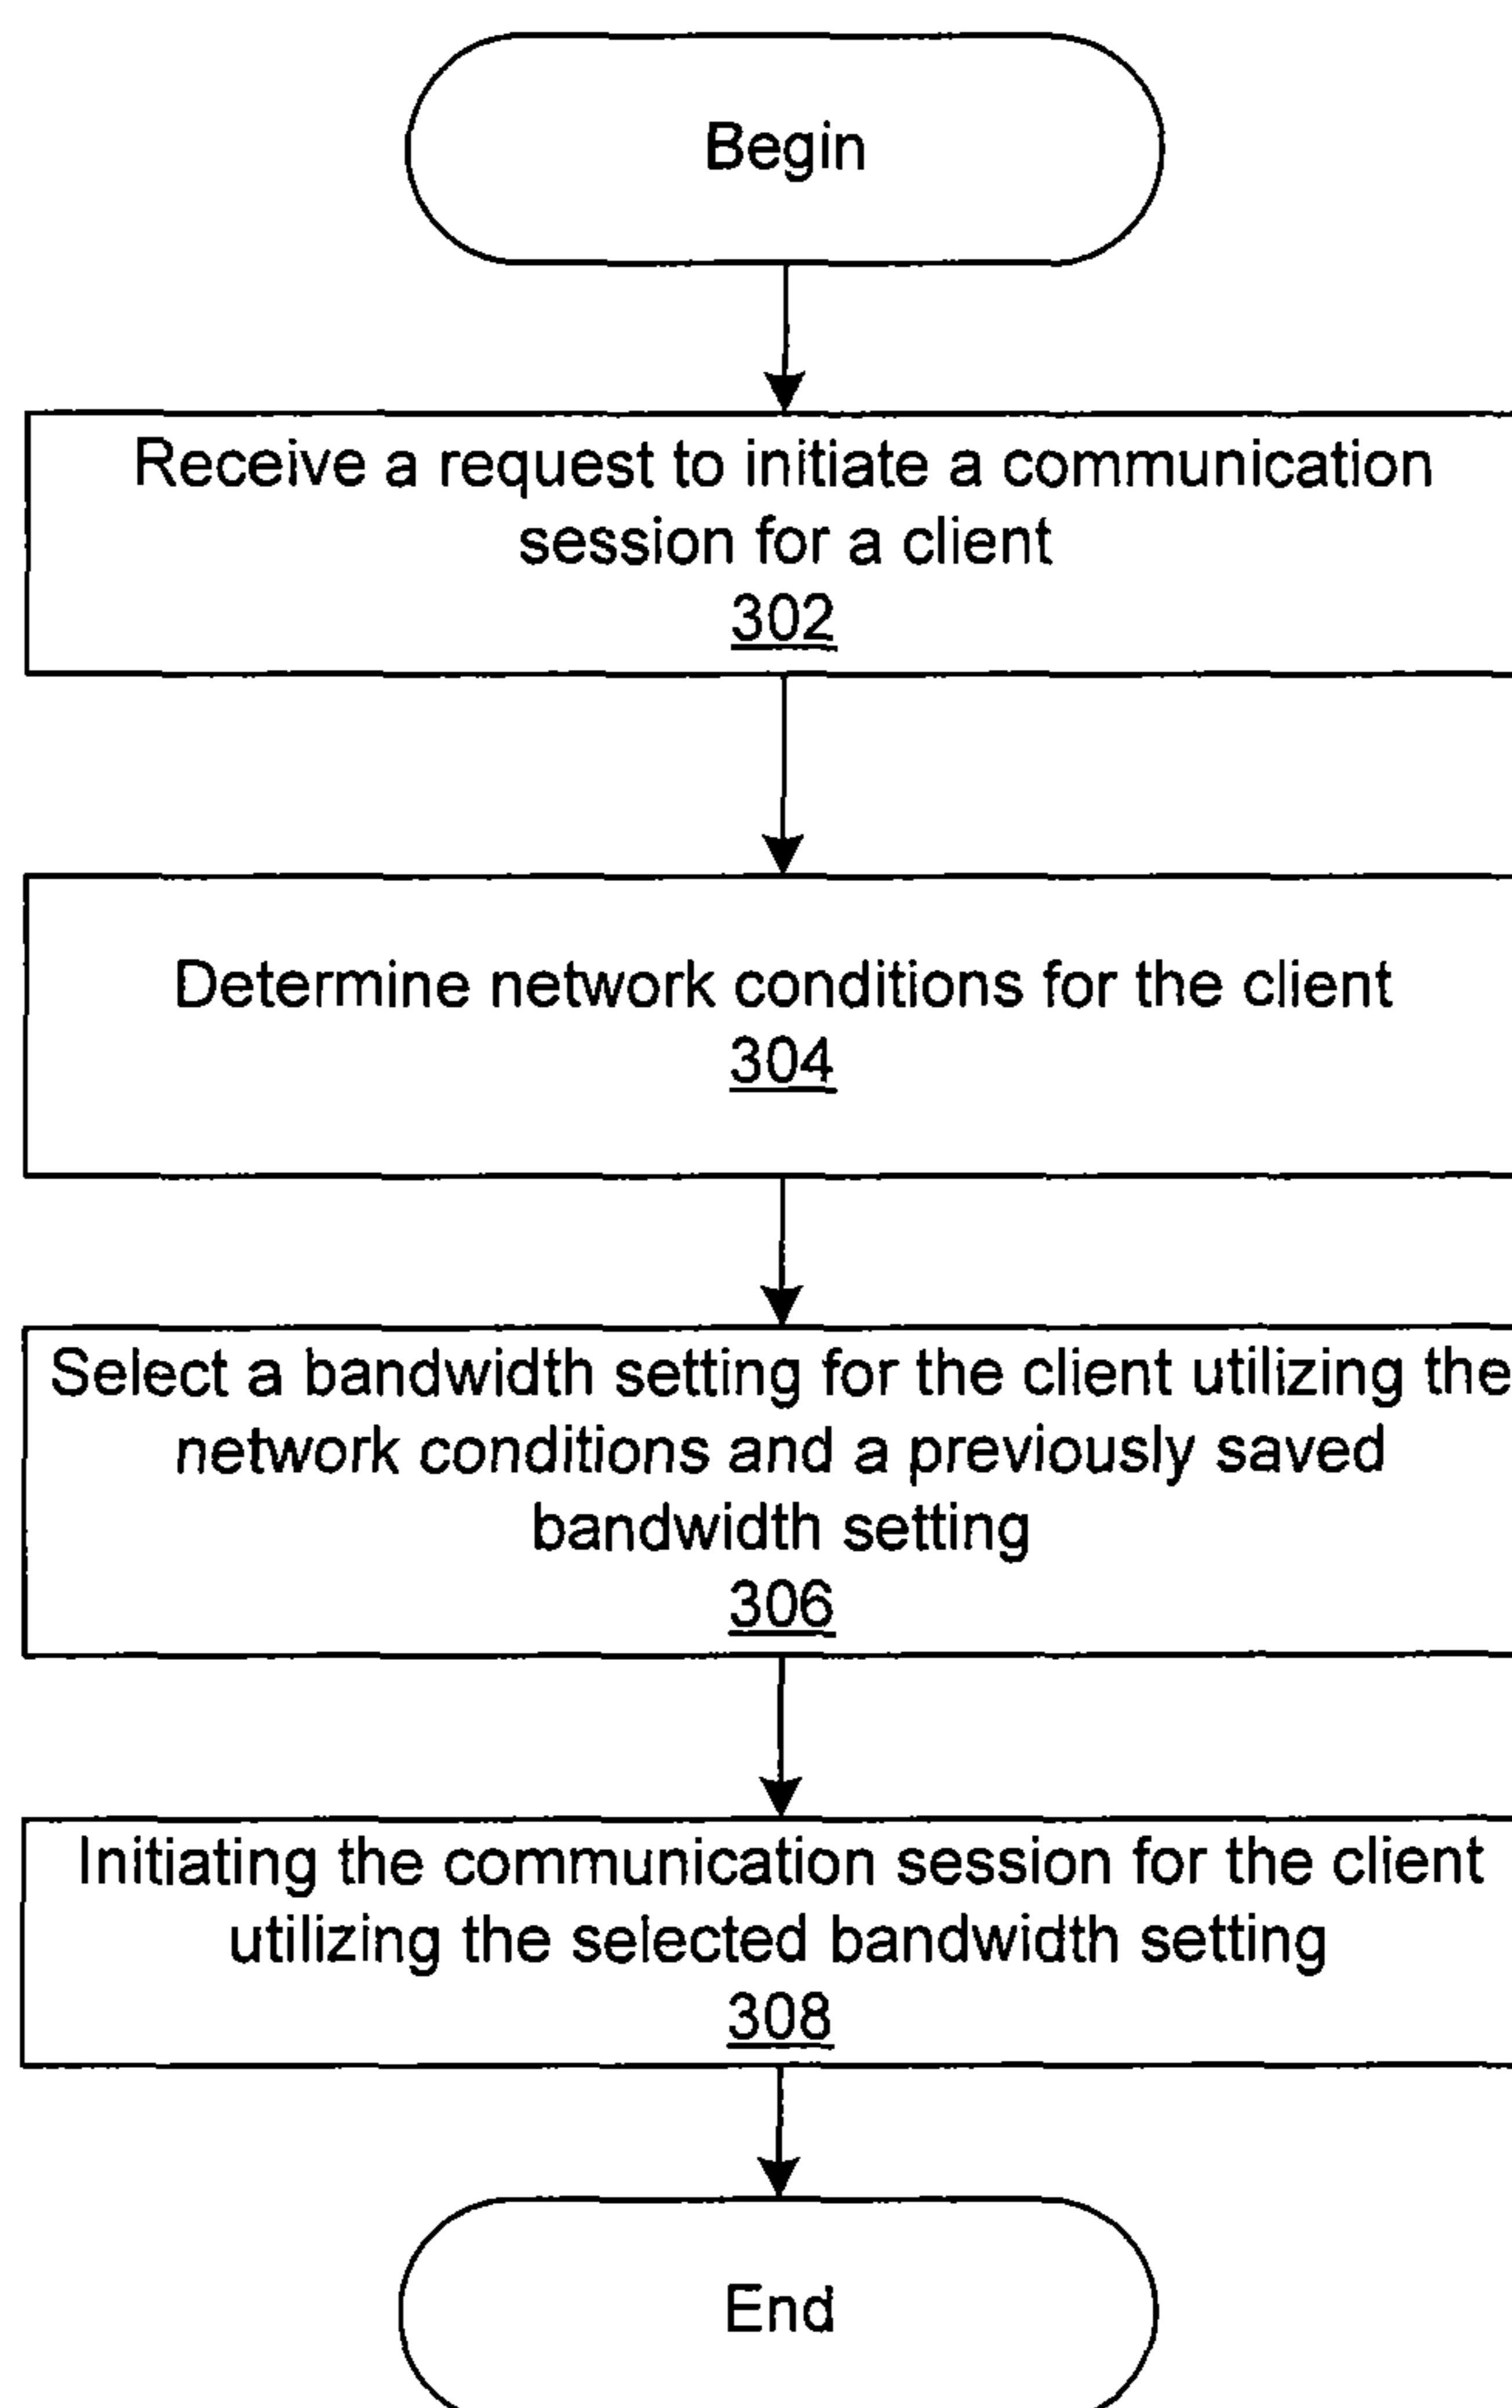 Begin
Receive a request to initiate a communication
session for a client
302
Determine network conditions for the client
304
Select a bandwidth setting for the client utilizing the
network conditions and a previously saved
bandwidth setting
306
Initiating the communication session for the client
utilizing the selected bandwidth setting
308
End